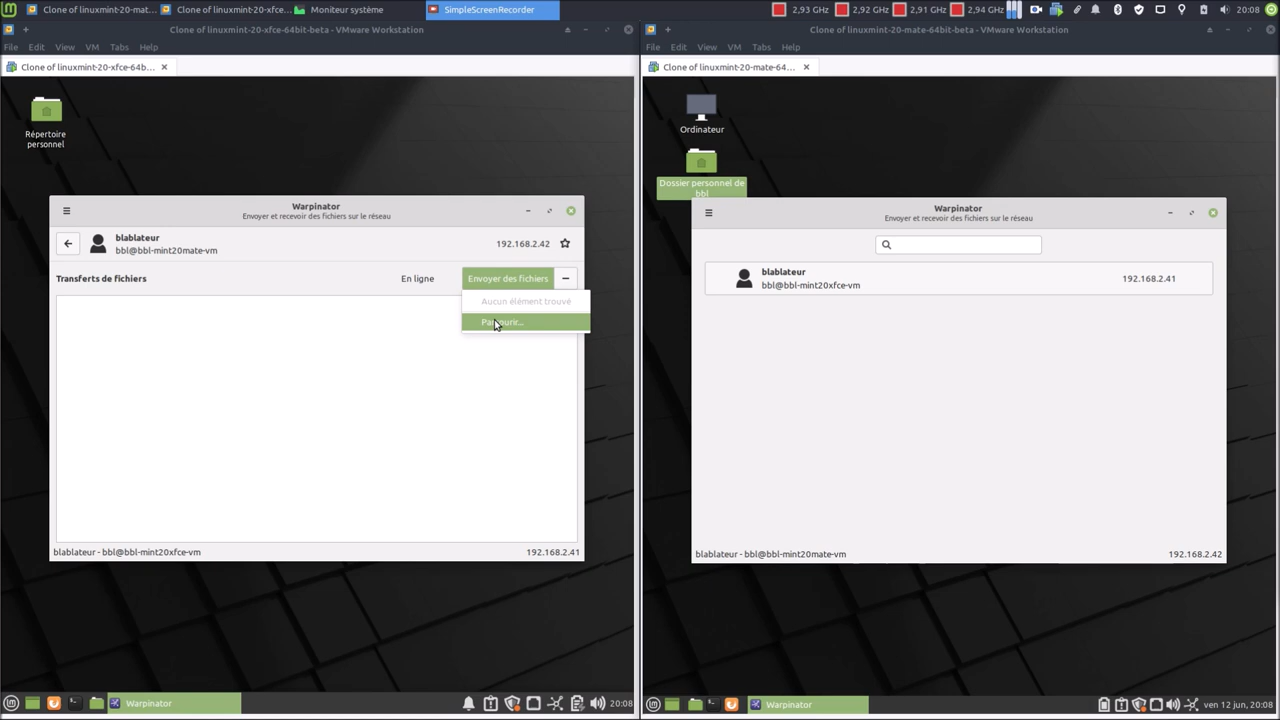 Clone of linuxmint-20-mat...
Clone of linuxmint-20-xfce...
Moniteur système
SimpleScreenRecorder
2,93 GHz
2,92 GHz
2,91 GHz
2,94 GHz
20:08
Clone of linuxmint-20-xfce-64bit-beta - VMware Workstation
File Edit View VM Tabs Help
Clone of linuxmint-20-xfce-64b...
Répertoire
personnel
Warpinator
Envoyer et recevoir des fichiers sur le réseau
blablateur
bbl@bbl-mint20mate-vm
192.168.2.42
Transferts de fichiers
En ligne
Envoyer des fichiers
Aucun élément trouvé
blablateur - bbl@bbl-mint20xfce-vm
192.168.2.41
Warpinator
20:08
Clone of linuxmint-20-mate-64bit-beta - VMware Workstation
File Edit View VM Tabs Help
Clone of linuxmint-20-mate-64...
Ordinateur
Dossier personnel de
bbl
Warpinator
Envoyer et recevoir des fichiers sur le réseau
blablateur
bbl@bbl-mint20xfce-vm
192.168.2.41
blablateur - bbl@bbl-mint20mate-vm
192.168.2.42
Warpinator
ven 12 jun, 20:08